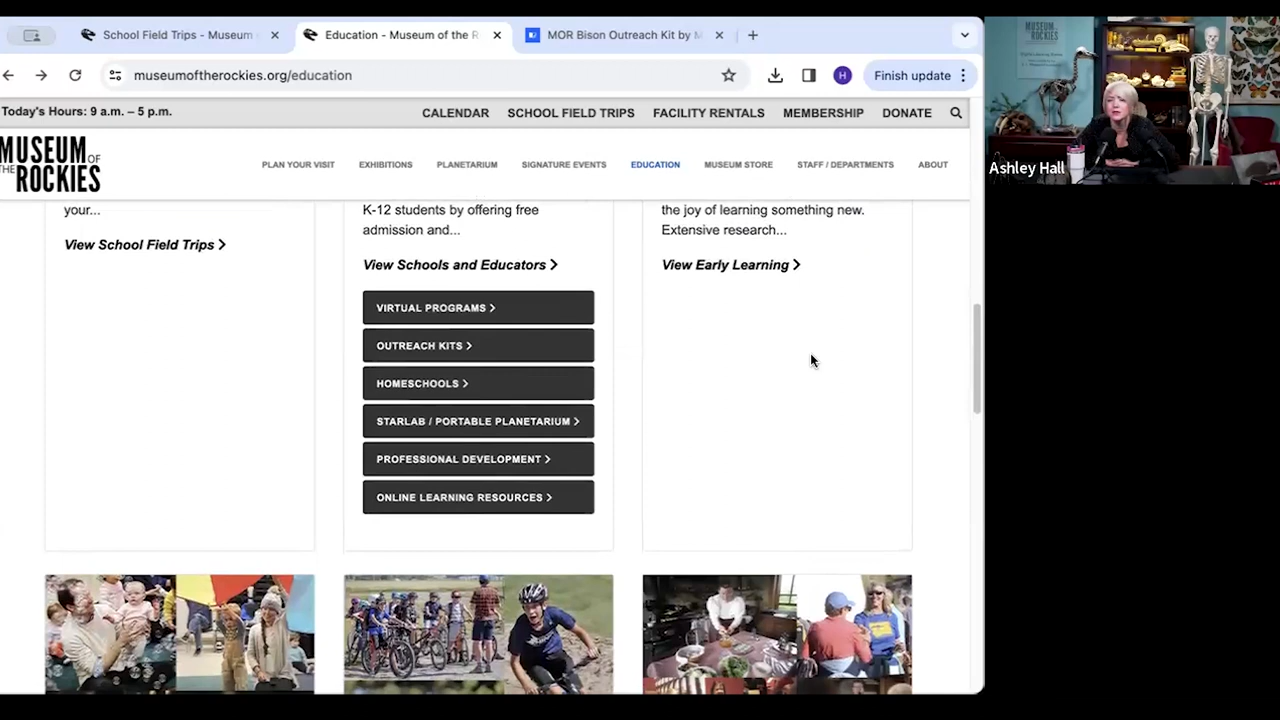 School Field Trips - Museum
Education - Museum of the R
MOR Bison Outreach Kit by M
museumoftherockies.org/education
H
Finish update
Today's Hours: 9 a.m. – 5 p.m.
CALENDAR
SCHOOL FIELD TRIPS
FACILITY RENTALS
MEMBERSHIP
DONATE
MUSEUM OF
THE ROCKIES
PLAN YOUR VISIT
EXHIBITIONS
PLANETARIUM
SIGNATURE EVENTS
EDUCATION
MUSEUM STORE
STAFF / DEPARTMENTS
ABOUT
your...
View School Field Trips
K-12 students by offering free
admission and...
View Schools and Educators
VIRTUAL PROGRAMS
OUTREACH KITS
HOMESCHOOLS
STARLAB / PORTABLE PLANETARIUM
PROFESSIONAL DEVELOPMENT
ONLINE LEARNING RESOURCES
the joy of learning something new.
Extensive research...
View Early Learning
MUSEUM OF
THE ROCKIES
Ashley Hall